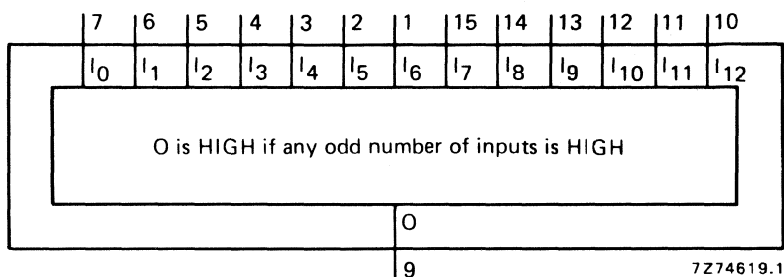 7 6 5 4 3 2 1 15 14 13 12 11 10
I0 I1 I2 I3 I4 I5 I6 I7 I8 I9 I10 I11 I12
O is HIGH if any odd number of inputs is HIGH
O
9
7Z74619.1